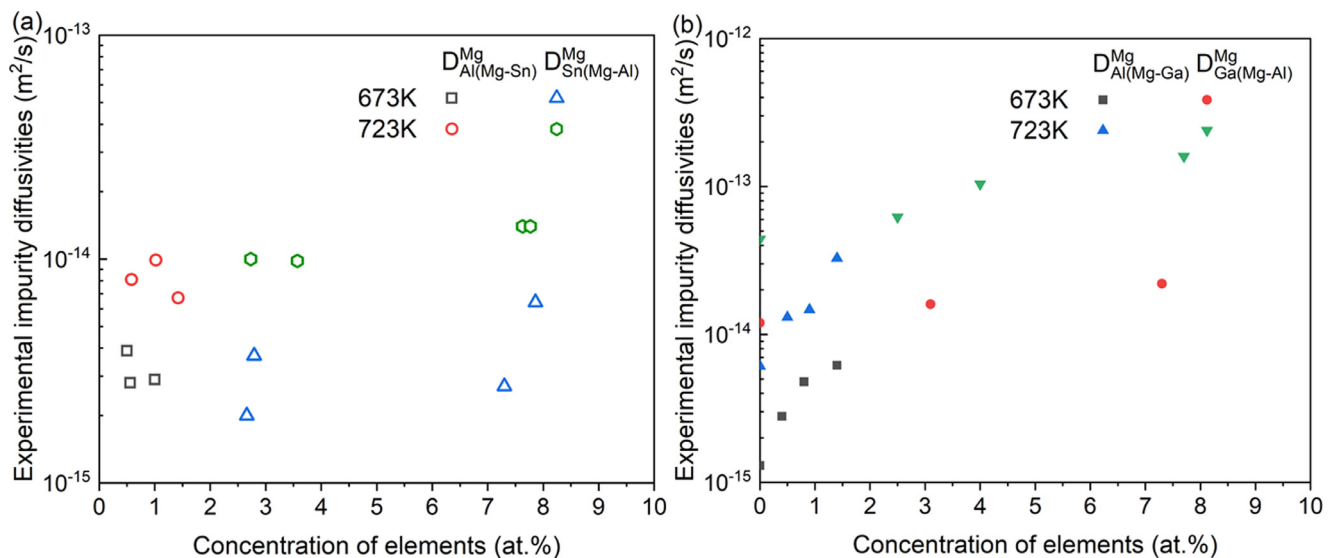 (a)
10⁻¹³
D^Mg_Al(Mg-Sn) D^Mg_Sn(Mg-Al)
673K
723K
10⁻¹⁴
10⁻¹⁵
Experimental impurity diffusivities (m²/s)
0 1 2 3 4 5 6 7 8 9 10
Concentration of elements (at.%)
(b)
10⁻¹²
D^Mg_Al(Mg-Ga) D^Mg_Ga(Mg-Al)
673K
723K
10⁻¹³
10⁻¹⁴
10⁻¹⁵
Experimental impurity diffusivities (m²/s)
0 1 2 3 4 5 6 7 8 9 10
Concentration of elements (at.%)